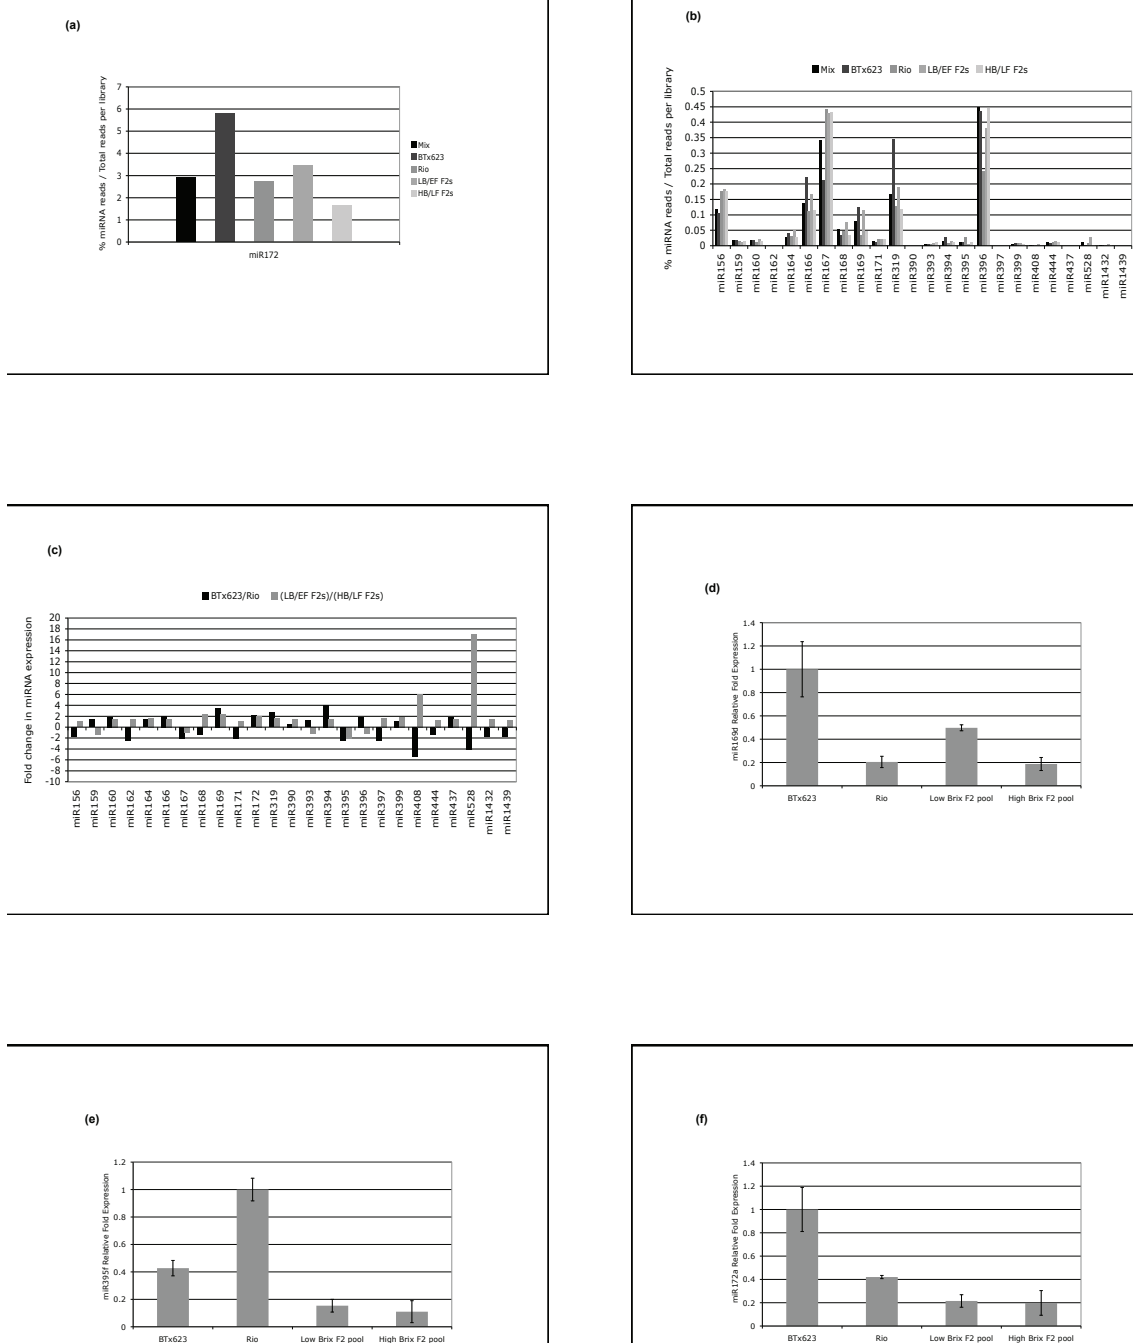 (a)
% miRNA reads / Total reads per library
7
6
5
4
3
2
1
0
miR172
Mix
BTx623
Rio
LB/EF F2s
HB/LF F2s
(b)
Mix BTx623 Rio LB/EF F2s HB/LF F2s
% miRNA reads / Total reads per library
0.5
0.45
0.4
0.35
0.3
0.25
0.2
0.15
0.1
0.05
0
miR156
miR159
miR160
miR162
miR164
miR166
miR167
miR168
miR169
miR171
miR319
miR390
miR393
miR394
miR395
miR396
miR397
miR399
miR408
miR444
miR437
miR528
miR1432
miR1439
(c)
BTx623/Rio (LB/EF F2s)/(HB/LF F2s)
Fold change in miRNA expression
20
18
16
14
12
10
8
6
4
2
0
-2
-4
-6
-8
-10
miR156
miR159
miR160
miR162
miR164
miR166
miR167
miR168
miR169
miR171
miR172
miR319
miR390
miR393
miR394
miR395
miR396
miR397
miR399
miR408
miR444
miR437
miR528
miR1432
miR1439
(d)
miR169d Relative Fold Expression
1.4
1.2
1
0.8
0.6
0.4
0.2
0
BTx623 Rio Low Brix F2 pool High Brix F2 pool
(e)
miR395f Relative Fold Expression
1.2
1
0.8
0.6
0.4
0.2
0
BTx623 Rio Low Brix F2 pool High Brix F2 pool
(f)
miR172a Relative Fold Expression
1.4
1.2
1
0.8
0.6
0.4
0.2
0
BTx623 Rio Low Brix F2 pool High Brix F2 pool